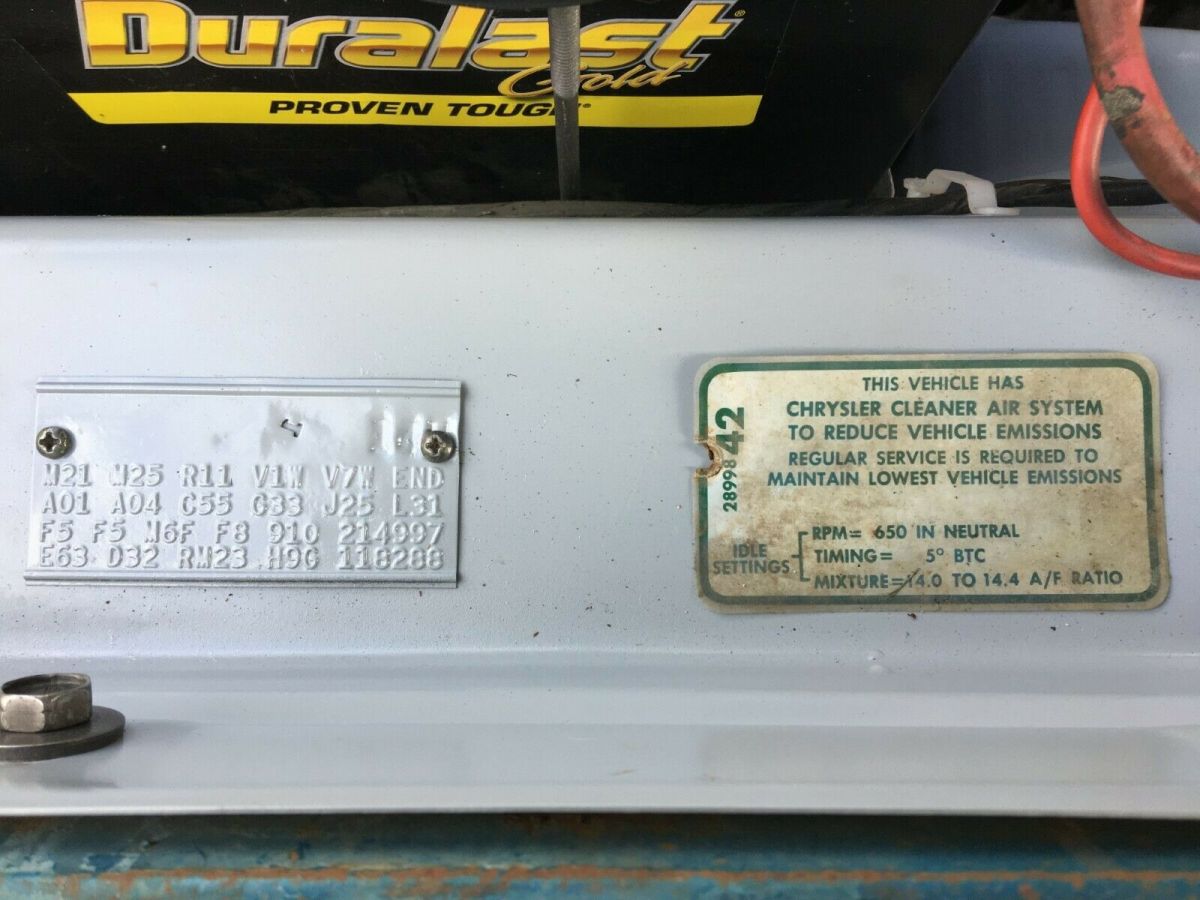 Duralast
Gold
PROVEN TOUGH
M21 M25 R11 V1W V7W END
A01 A04 C55 G33 J25 L31
F5 F5 M6F F8 910 214997
E63 D32 RM23 H9G 118288
2899842
THIS VEHICLE HAS
CHRYSLER CLEANER AIR SYSTEM
TO REDUCE VEHICLE EMISSIONS
REGULAR SERVICE IS REQUIRED TO
MAINTAIN LOWEST VEHICLE EMISSIONS
IDLE SETTINGS
RPM= 650 IN NEUTRAL
TIMING= 5° BTC
MIXTURE=14.0 TO 14.4 A/F RATIO